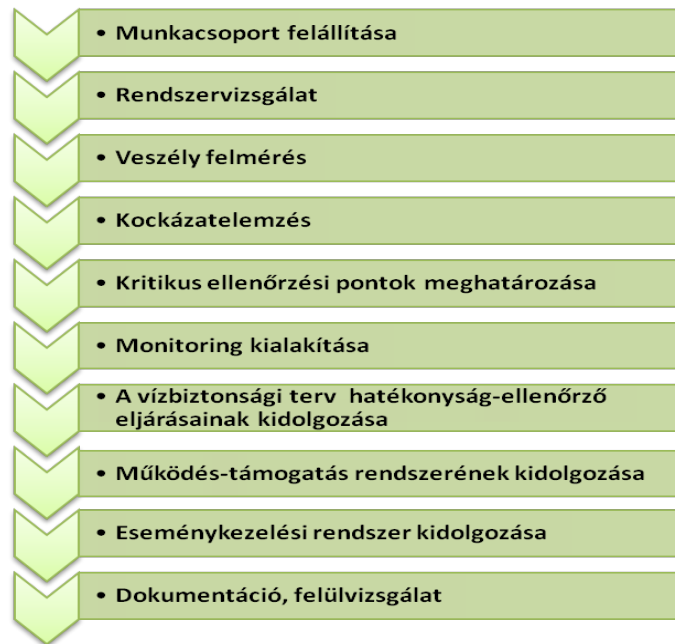 • Munkacsoport felállítása
• Rendszervizsgálat
• Veszély felmérés
• Kockázatelemzés
• Kritikus ellenőrzési pontok meghatározása
• Monitoring kialakítása
• A vízbiztonsági terv hatékonyság-ellenőrző
eljárásainak kidolgozása
• Működés-támogatás rendszerének kidolgozása
• Eseménykezelési rendszer kidolgozása
• Dokumentáció, felülvizsgálat